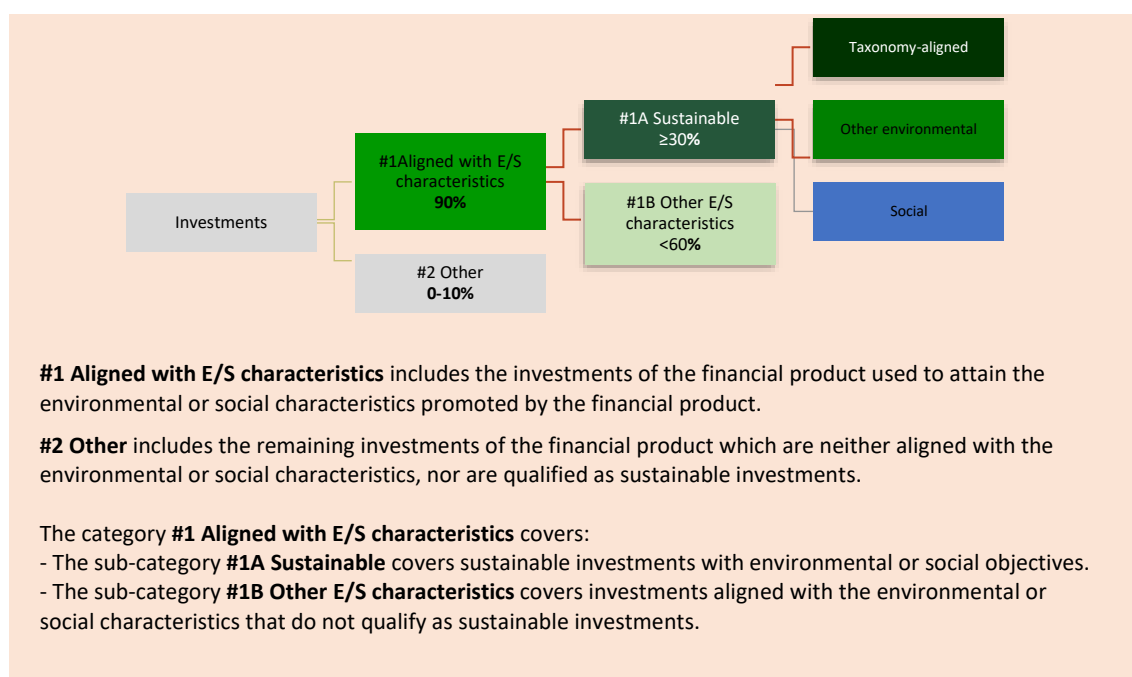 Taxonomy-aligned
#1A Sustainable
≥30%
Other environmental
#1Aligned with E/S
characteristics
90%
#1B Other E/S
characteristics
<60%
Social
Investments
#2 Other
0-10%
#1 Aligned with E/S characteristics includes the investments of the financial product used to attain the
environmental or social characteristics promoted by the financial product.
#2 Other includes the remaining investments of the financial product which are neither aligned with the
environmental or social characteristics, nor are qualified as sustainable investments.
The category #1 Aligned with E/S characteristics covers:
- The sub-category #1A Sustainable covers sustainable investments with environmental or social objectives.
- The sub-category #1B Other E/S characteristics covers investments aligned with the environmental or
social characteristics that do not qualify as sustainable investments.